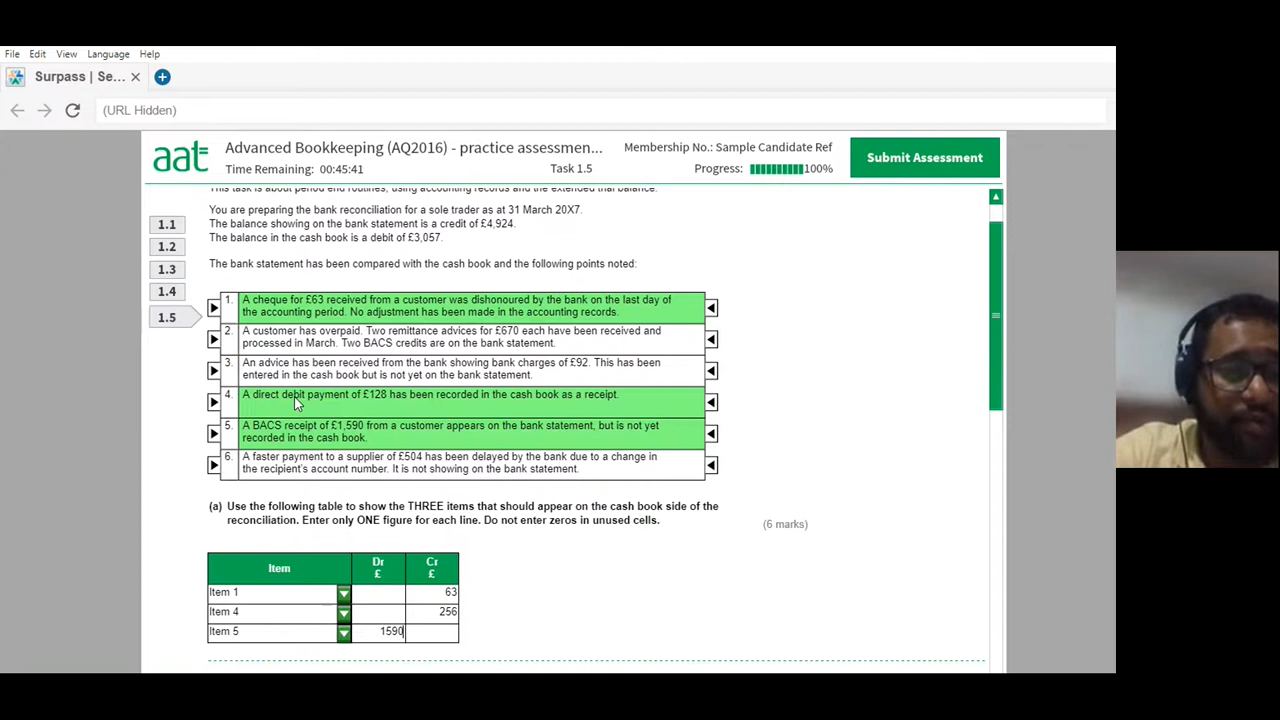 File Edit View Language Help
Surpass | Se...
(URL Hidden)
aat
Advanced Bookkeeping (AQ2016) - practice assessmen...
Membership No.: Sample Candidate Ref
Submit Assessment
Time Remaining: 00:45:41
Task 1.5
Progress: 100%
This task is about period end routines, using accounting records and the extended trial balance.
You are preparing the bank reconciliation for a sole trader as at 31 March 20X7.
1.1
The balance showing on the bank statement is a credit of £4,924.
The balance in the cash book is a debit of £3,057.
1.2
1.3
The bank statement has been compared with the cash book and the following points noted:
1.4
1.5
1. A cheque for £63 received from a customer was dishonoured by the bank on the last day of
the accounting period. No adjustment has been made in the accounting records.
2. A customer has overpaid. Two remittance advices for £670 each have been received and
processed in March. Two BACS credits are on the bank statement.
3. An advice has been received from the bank showing bank charges of £92. This has been
entered in the cash book but is not yet on the bank statement.
4. A direct debit payment of £128 has been recorded in the cash book as a receipt.
5. A BACS receipt of £1,590 from a customer appears on the bank statement, but is not yet
recorded in the cash book.
6. A faster payment to a supplier of £504 has been delayed by the bank due to a change in
the recipient's account number. It is not showing on the bank statement.
(a) Use the following table to show the THREE items that should appear on the cash book side of the
reconciliation. Enter only ONE figure for each line. Do not enter zeros in unused cells.
(6 marks)
Item Dr £ Cr £
Item 1 63
Item 4 256
Item 5 1590